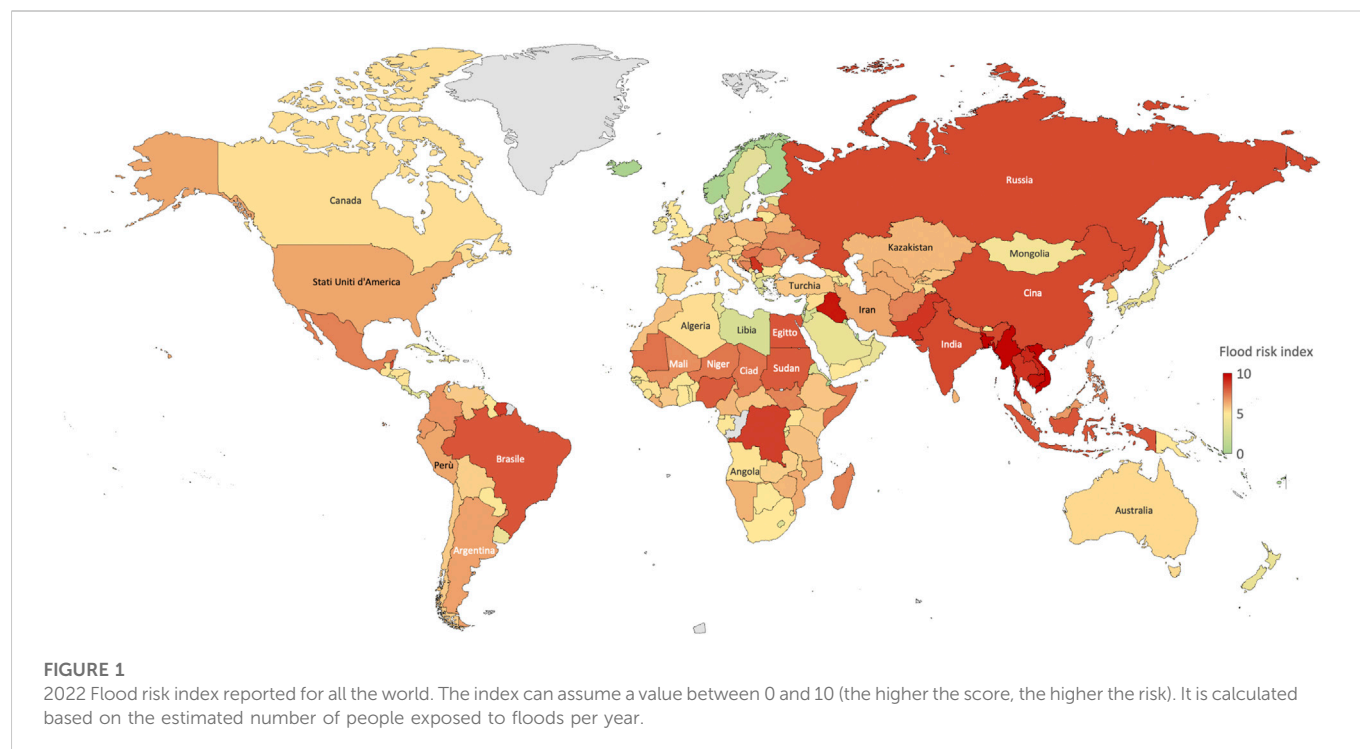 Russia
Canada
Kazakistan
Mongolia
Stati Uniti d'America
Turchia
Cina
Iran
Algeria
Libia
Egitto
India
Flood risk index
Mali
Niger
Ciad
Sudan
10
5
0
Perù
Brasile
Angola
Australia
Argentina
FIGURE 1
2022 Flood risk index reported for all the world. The index can assume a value between 0 and 10 (the higher the score, the higher the risk). It is calculated
based on the estimated number of people exposed to floods per year.